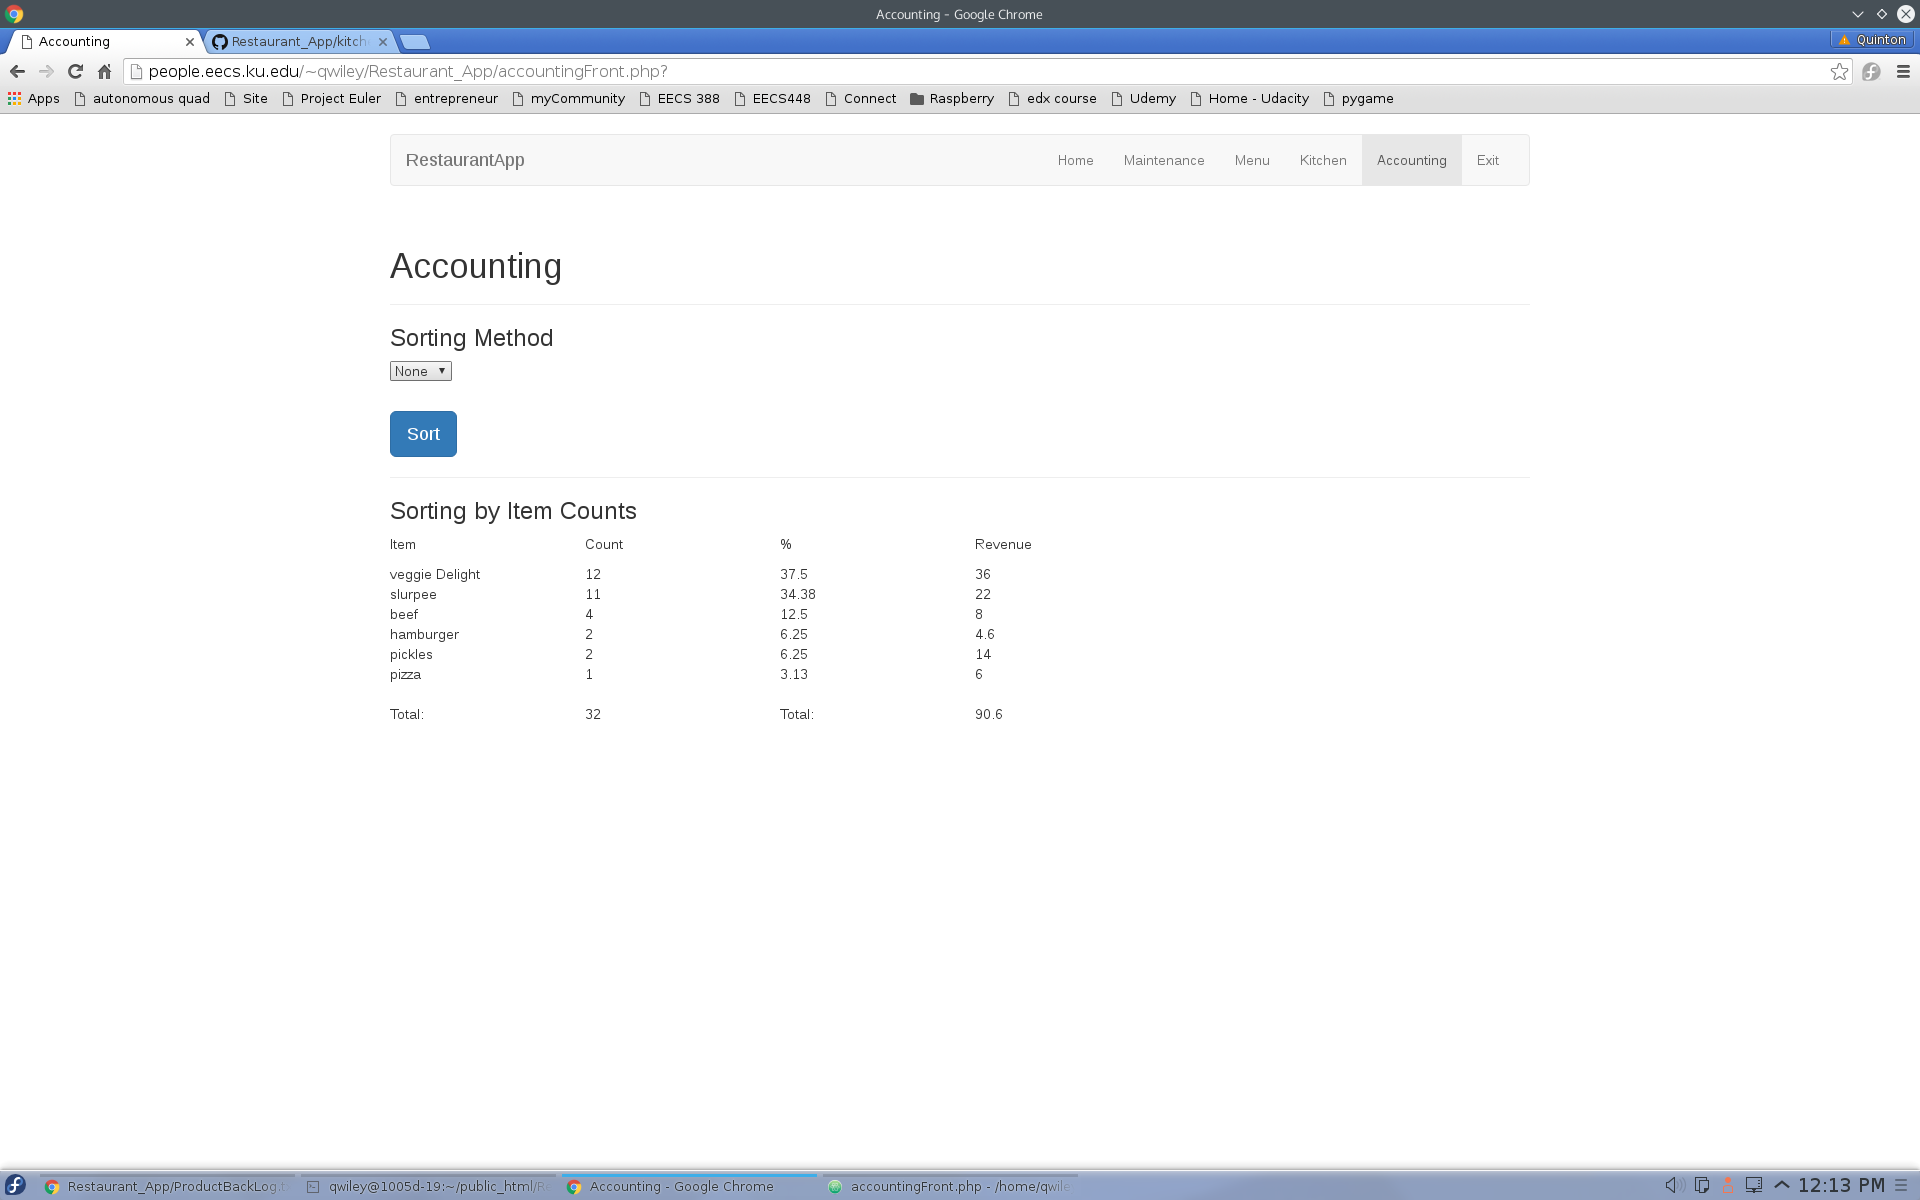 Accounting - Google Chrome
Accounting Restaurant_App/kitch Quinton
people.eecs.ku.edu/~qwiley/Restaurant_App/accountingFront.php?
Apps autonomous quad Site Project Euler entrepreneur myCommunity EECS 388 EECS448 Connect Raspberry edx course Udemy Home - Udacity pygame
RestaurantApp Home Maintenance Menu Kitchen Accounting Exit
Accounting
Sorting Method
None
Sort
Sorting by Item Counts
Item Count % Revenue
veggie Delight 12 37.5 36
slurpee 11 34.38 22
beef 4 12.5 8
hamburger 2 6.25 4.6
pickles 2 6.25 14
pizza 1 3.13 6
Total: 32 Total: 90.6
Restaurant_App/ProductBackLog.t qwiley@1005d-19:~/public_html/R Accounting - Google Chrome accountingFront.php - /home/qwile 12:13 PM